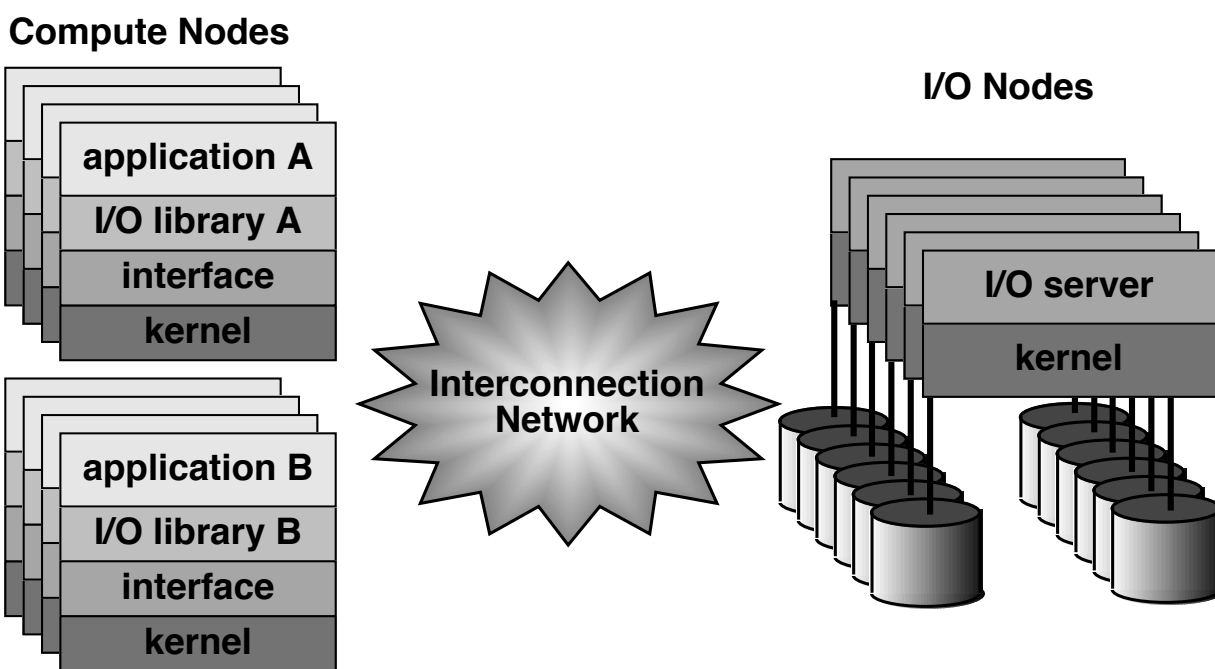 Compute Nodes
application A
I/O library A
interface
kernel
application B
I/O library B
interface
kernel
Interconnection
Network
I/O Nodes
I/O server
kernel